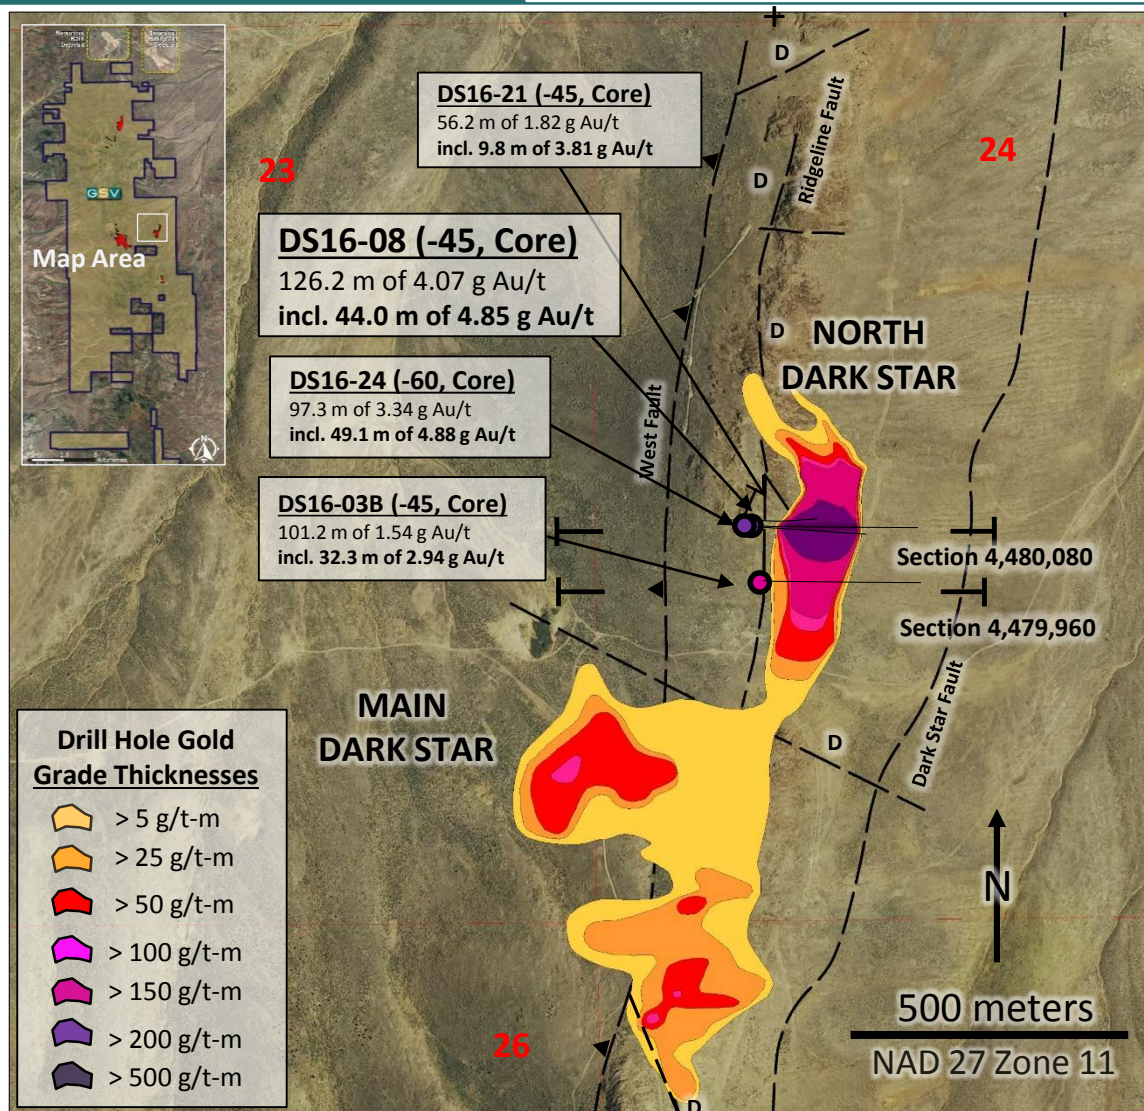 DS16-21 (-45, Core)
56.2 m of 1.82 g Au/t
incl. 9.8 m of 3.81 g Au/t
D
Ridgeline Fault
24
23
D
GSV
Map Area
N
DS16-08 (-45, Core)
126.2 m of 4.07 g Au/t
incl. 44.0 m of 4.85 g Au/t
D
NORTH
DARK STAR
DS16-24 (-60, Core)
97.3 m of 3.34 g Au/t
incl. 49.1 m of 4.88 g Au/t
West Fault
DS16-03B (-45, Core)
101.2 m of 1.54 g Au/t
incl. 32.3 m of 2.94 g Au/t
Section 4,480,080
Section 4,479,960
MAIN
DARK STAR
D
Dark Star Fault
Drill Hole Gold
Grade Thicknesses
> 5 g/t-m
> 25 g/t-m
> 50 g/t-m
> 100 g/t-m
> 150 g/t-m
> 200 g/t-m
> 500 g/t-m
N
500 meters
NAD 27 Zone 11
26
D